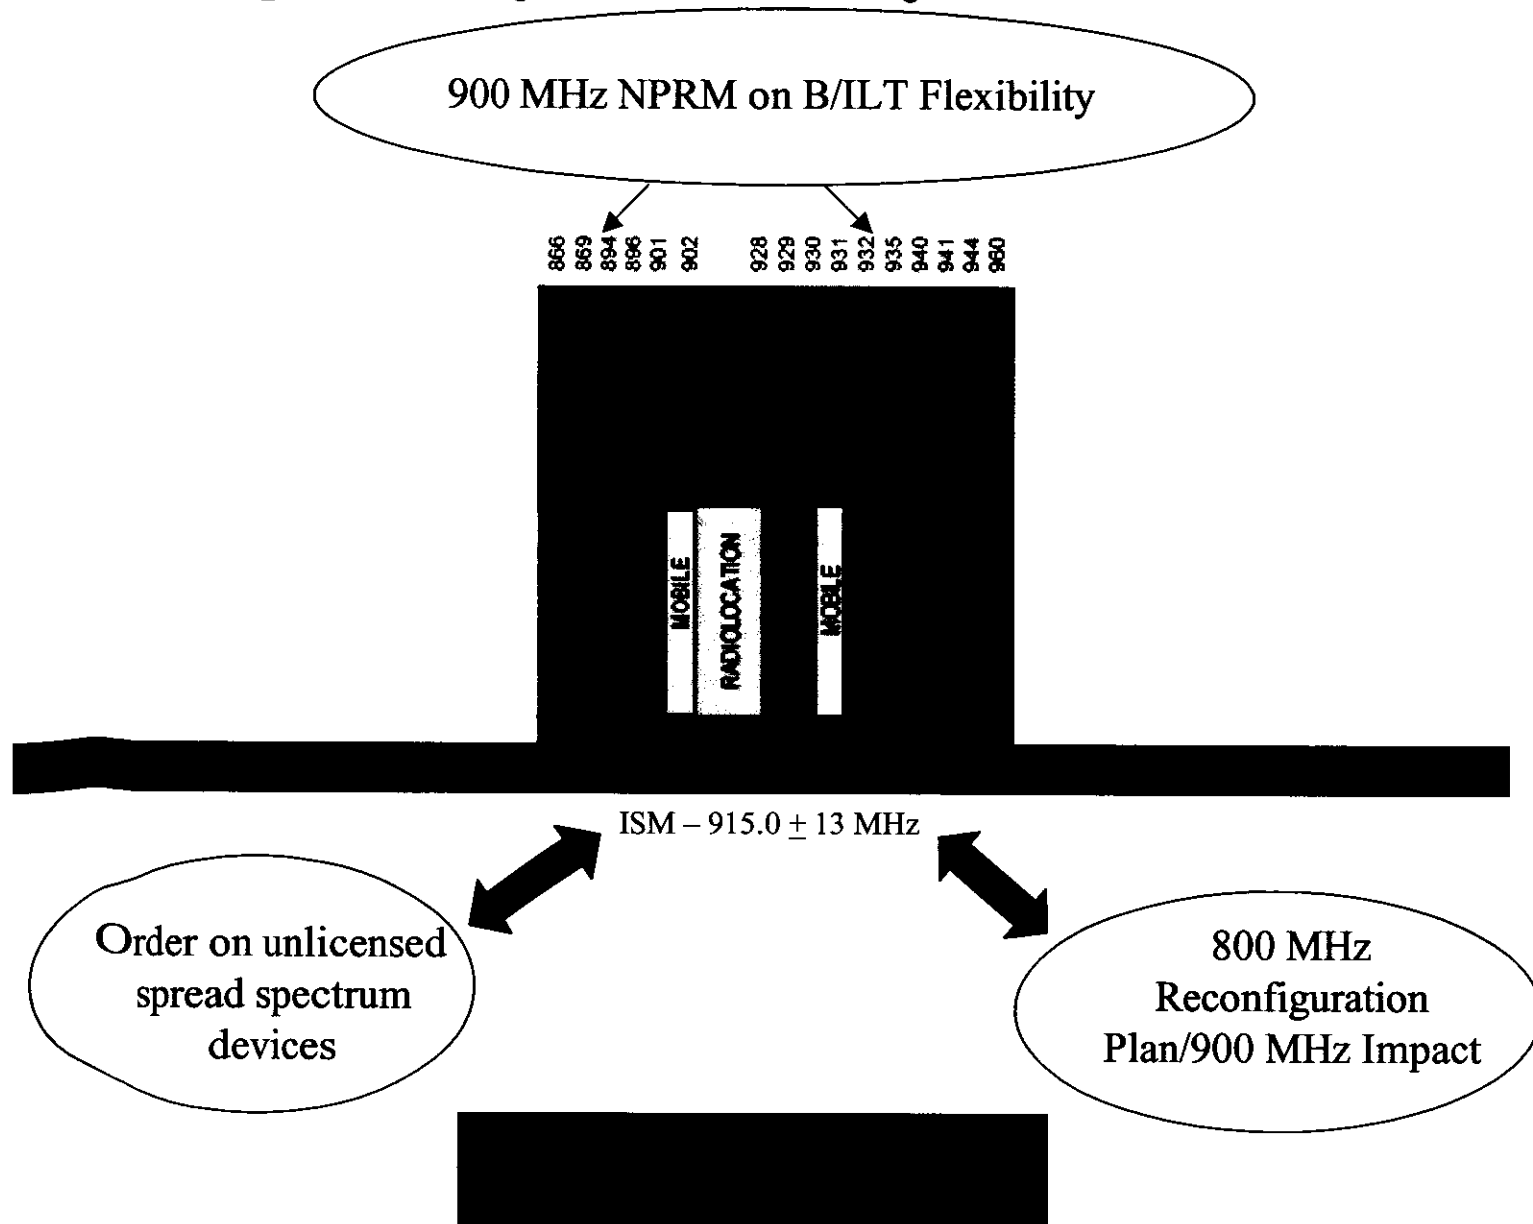 900 MHz NPRM on B/ILT Flexibility
866
869
894
896
901
902
928
929
930
931
932
935
940
941
944
960
MOBILE
RADIOLOCATION
MOBILE
ISM – 915.0 ± 13 MHz
Order on unlicensed
spread spectrum
devices
800 MHz
Reconfiguration
Plan/900 MHz Impact